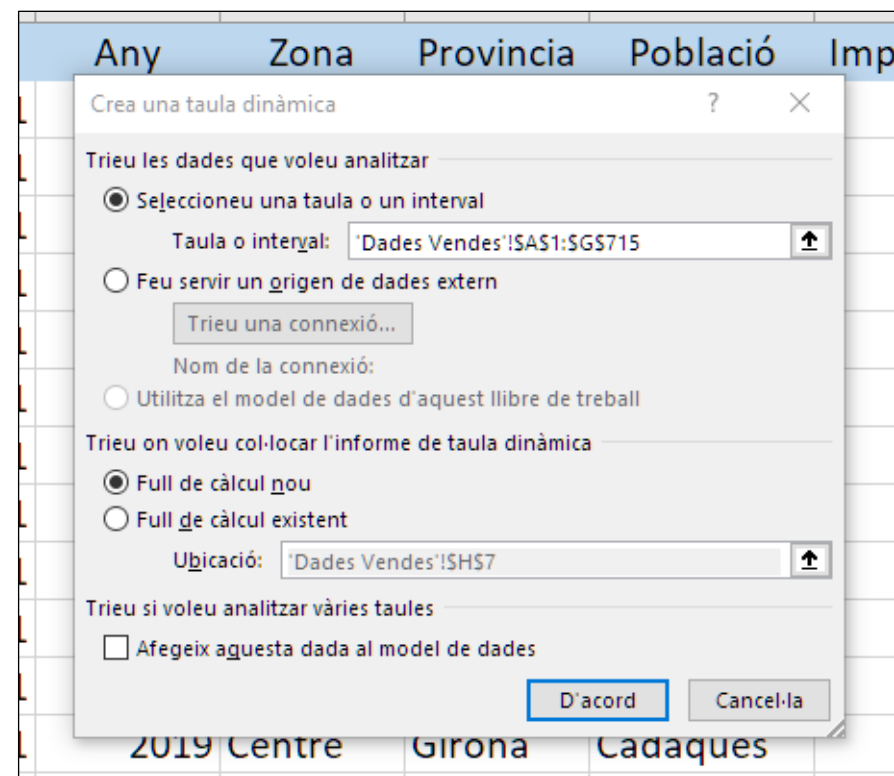 Any Zona Provincia Població Imp
Crea una taula dinàmica ?
Trieu les dades que voleu analitzar
Seleccioneu una taula o un interval
Taula o interval: 'Dades Vendes'!$A$1:$G$715
Feu servir un origen de dades extern
Trieu una connexió...
Nom de la connexió:
Utilitza el model de dades d'aquest llibre de treball
Trieu on voleu col·locar l'informe de taula dinàmica
Full de càlcul nou
Full de càlcul existent
Ubicació: 'Dades Vendes'!$H$7
Trieu si voleu analitzar vàries taules
Afegeix aquesta dada al model de dades
D'acord Cancel·la
2019 Centre Girona Cadaqués